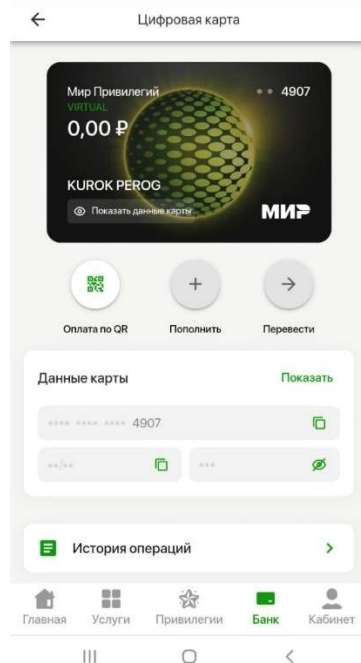 Цифровая карта
Мир Привилегий •• 4907
VIRTUAL
0,00 ₽
KUROK PEROG
Показать данные карты
МИР
Оплата по QR Пополнить Перевести
Данные карты Показать
•••• •••• •••• 4907
••/•• •••
История операций
Главная Услуги Привилегии Банк Кабинет